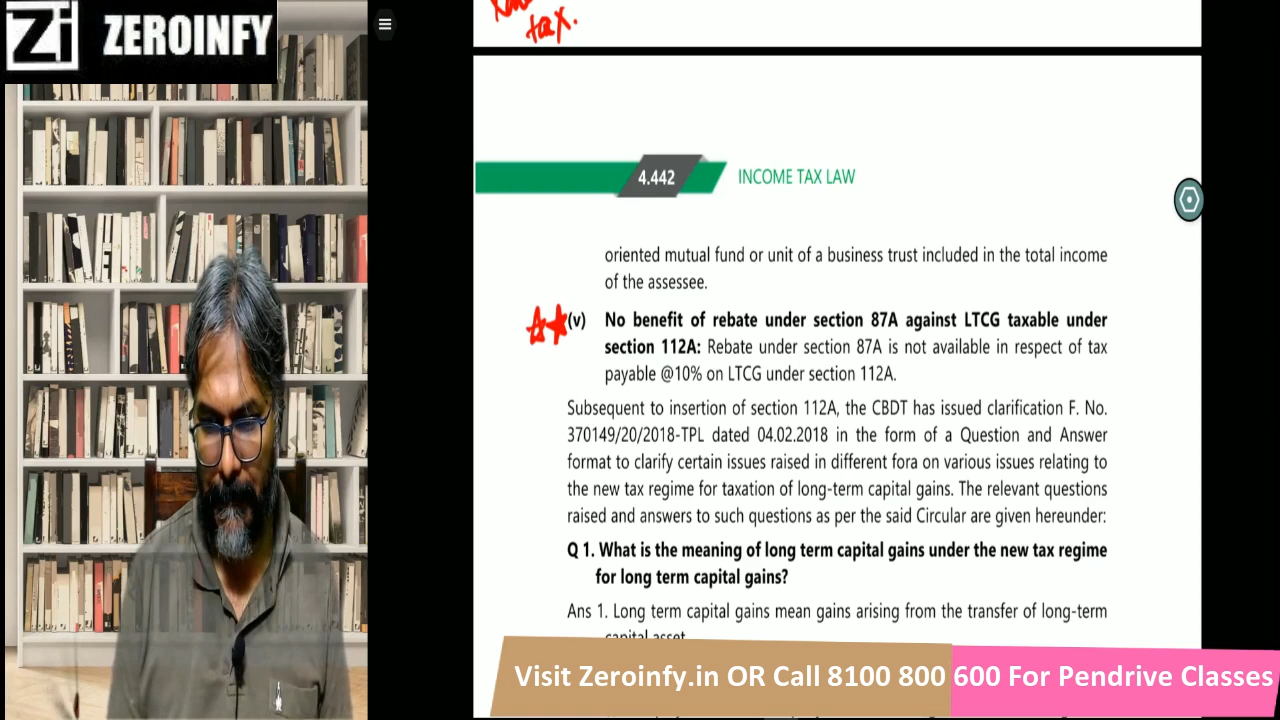 Zi ZEROINFY
tax.
4.442 INCOME TAX LAW
oriented mutual fund or unit of a business trust included in the total income
of the assessee.
(v) No benefit of rebate under section 87A against LTCG taxable under
section 112A: Rebate under section 87A is not available in respect of tax
payable @10% on LTCG under section 112A.
Subsequent to insertion of section 112A, the CBDT has issued clarification F. No.
370149/20/2018-TPL dated 04.02.2018 in the form of a Question and Answer
format to clarify certain issues raised in different fora on various issues relating to
the new tax regime for taxation of long-term capital gains. The relevant questions
raised and answers to such questions as per the said Circular are given hereunder:
Q 1. What is the meaning of long term capital gains under the new tax regime
for long term capital gains?
Ans 1. Long term capital gains mean gains arising from the transfer of long-term
capital asset
Visit Zeroinfy.in OR Call 8100 800 600 For Pendrive Classes